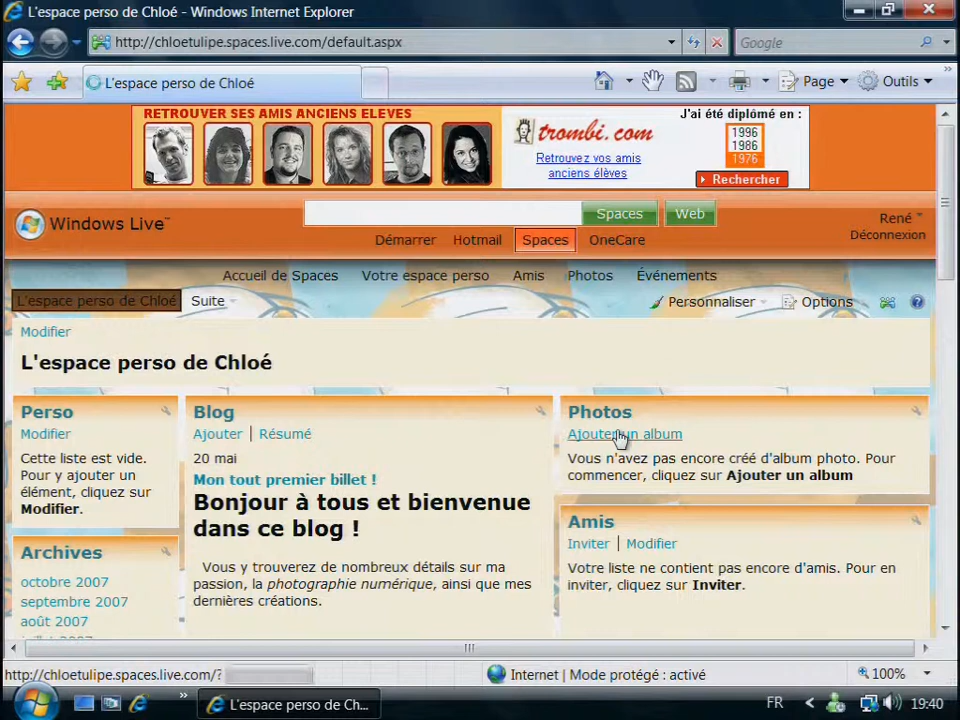 L'espace perso de Chloé - Windows Internet Explorer
http://chloetulipe.spaces.live.com/default.aspx
Google
L'espace perso de Chloé
Page
Outils
RETROUVER SES AMIS ANCIENS ELEVES
trombi.com
Retrouvez vos amis
anciens élèves
J'ai été diplômé en :
1996
1986
1976
Rechercher
Windows Live™
Spaces
Web
René
Déconnexion
Démarrer
Hotmail
Spaces
OneCare
Accueil de Spaces
Votre espace perso
Amis
Photos
Événements
L'espace perso de Chloé
Suite
Personnaliser
Options
Modifier
L'espace perso de Chloé
Perso
Modifier
Cette liste est vide.
Pour y ajouter un
élément, cliquez sur
Modifier.
Archives
octobre 2007
septembre 2007
août 2007
Blog
Ajouter | Résumé
20 mai
Mon tout premier billet !
Bonjour à tous et bienvenue
dans ce blog !
Vous y trouverez de nombreux détails sur ma
passion, la photographie numérique, ainsi que mes
dernières créations.
Photos
Ajouter un album
Vous n'avez pas encore créé d'album photo. Pour
commencer, cliquez sur Ajouter un album
Amis
Inviter | Modifier
Votre liste ne contient pas encore d'amis. Pour en
inviter, cliquez sur Inviter.
http://chloetulipe.spaces.live.com/?
Internet | Mode protégé : activé
100%
L'espace perso de Ch...
FR
19:40